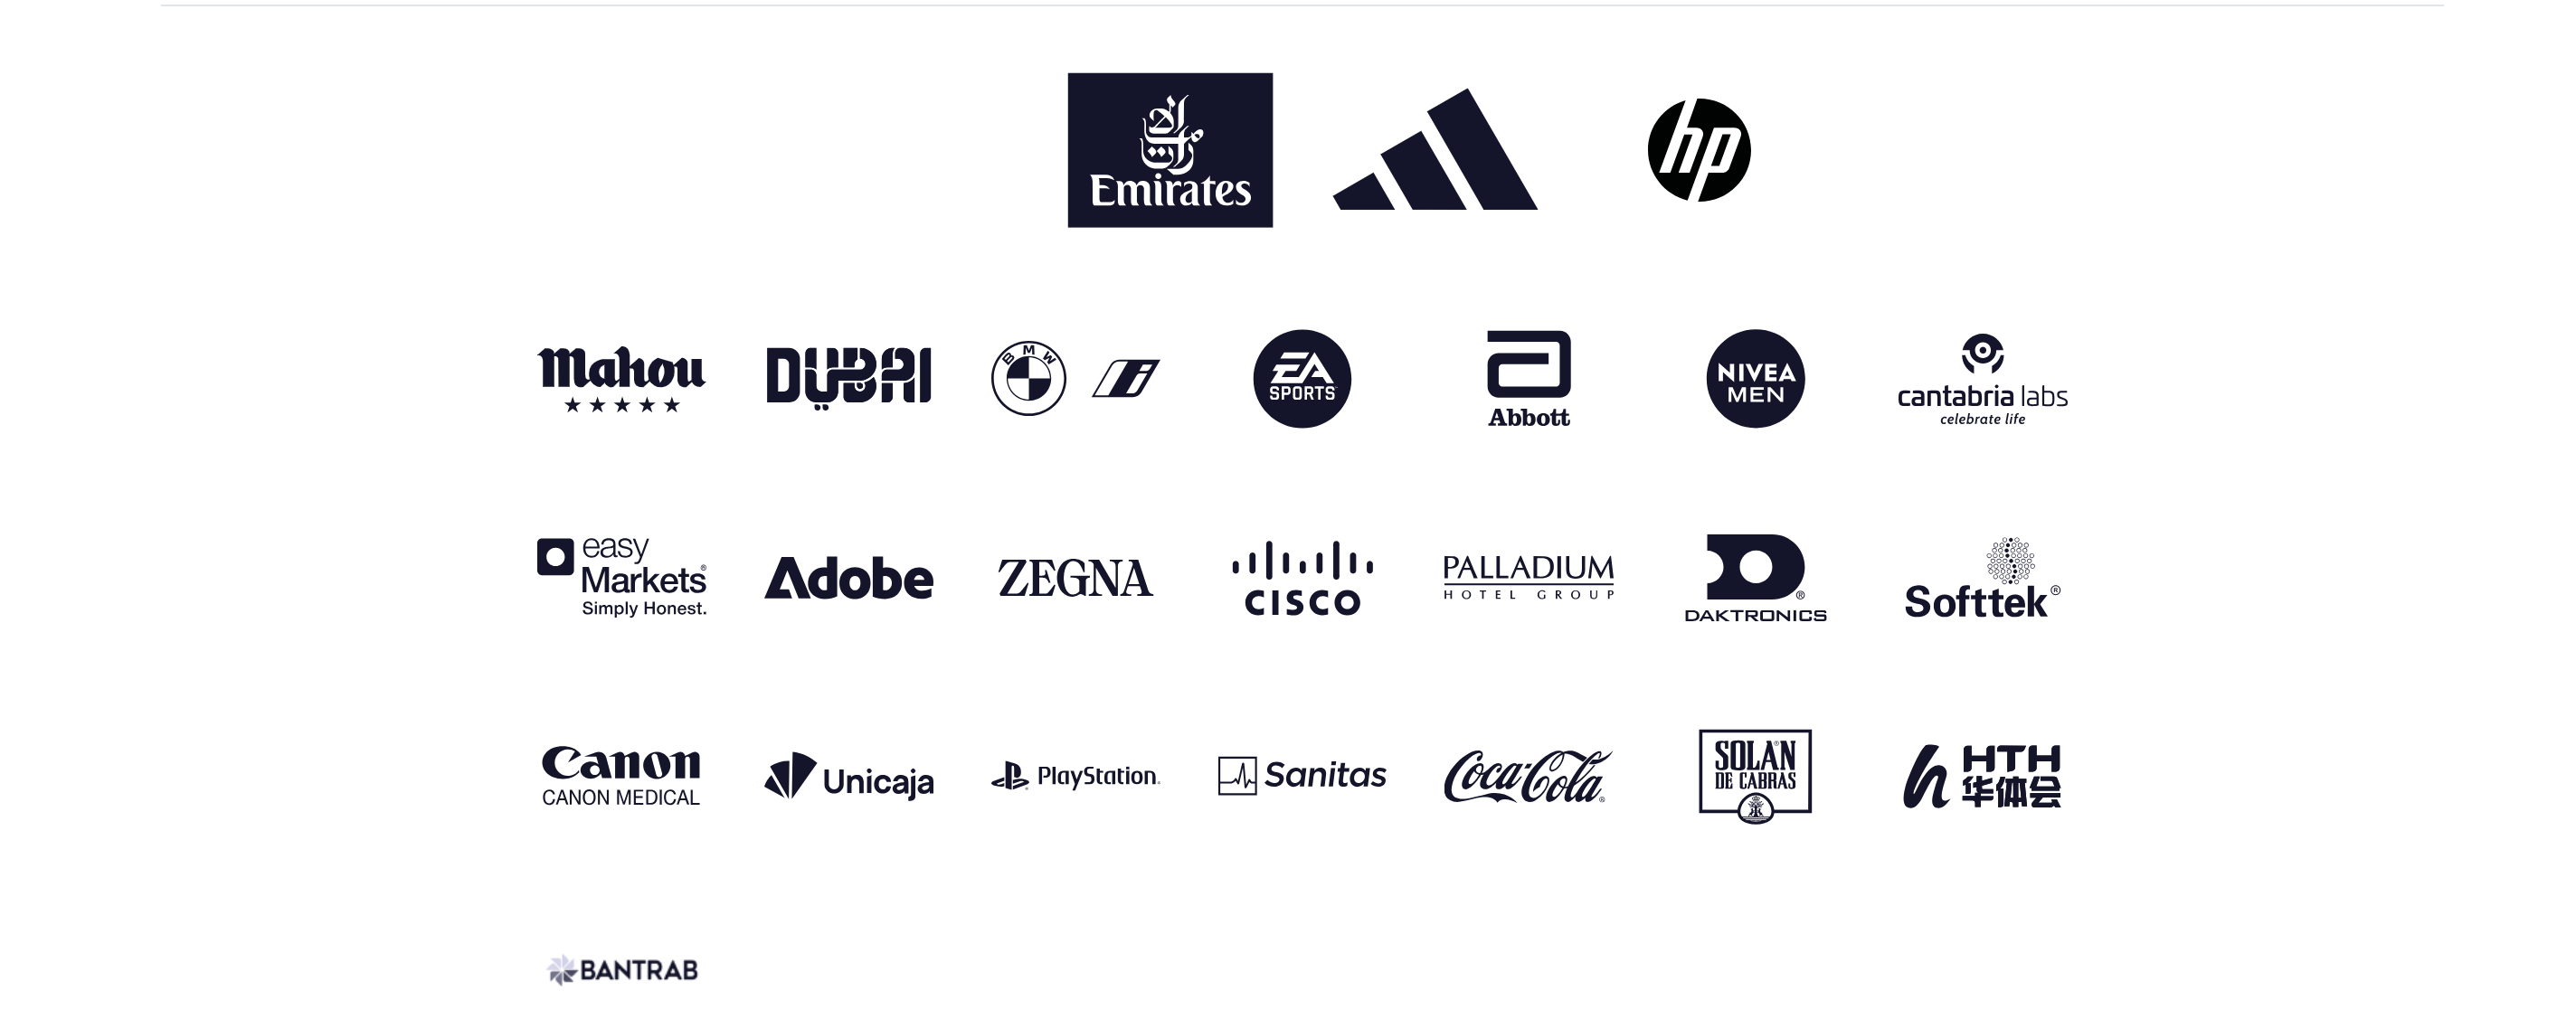 الإمارات
Emirates
hp
Mahou
DUBAI
BMW
i
EA
SPORTS
Abbott
NIVEA
MEN
cantabria labs
celebrate life
easy
Markets®
Simply Honest.
Adobe
ZEGNA
CISCO
PALLADIUM
HOTEL GROUP
®
DAKTRONICS
Softtek®
Canon
CANON MEDICAL
Unicaja
PlayStation
Sanitas
Coca-Cola®
SOLÁN
DE CABRAS
h
HTH
华体会
BANTRAB